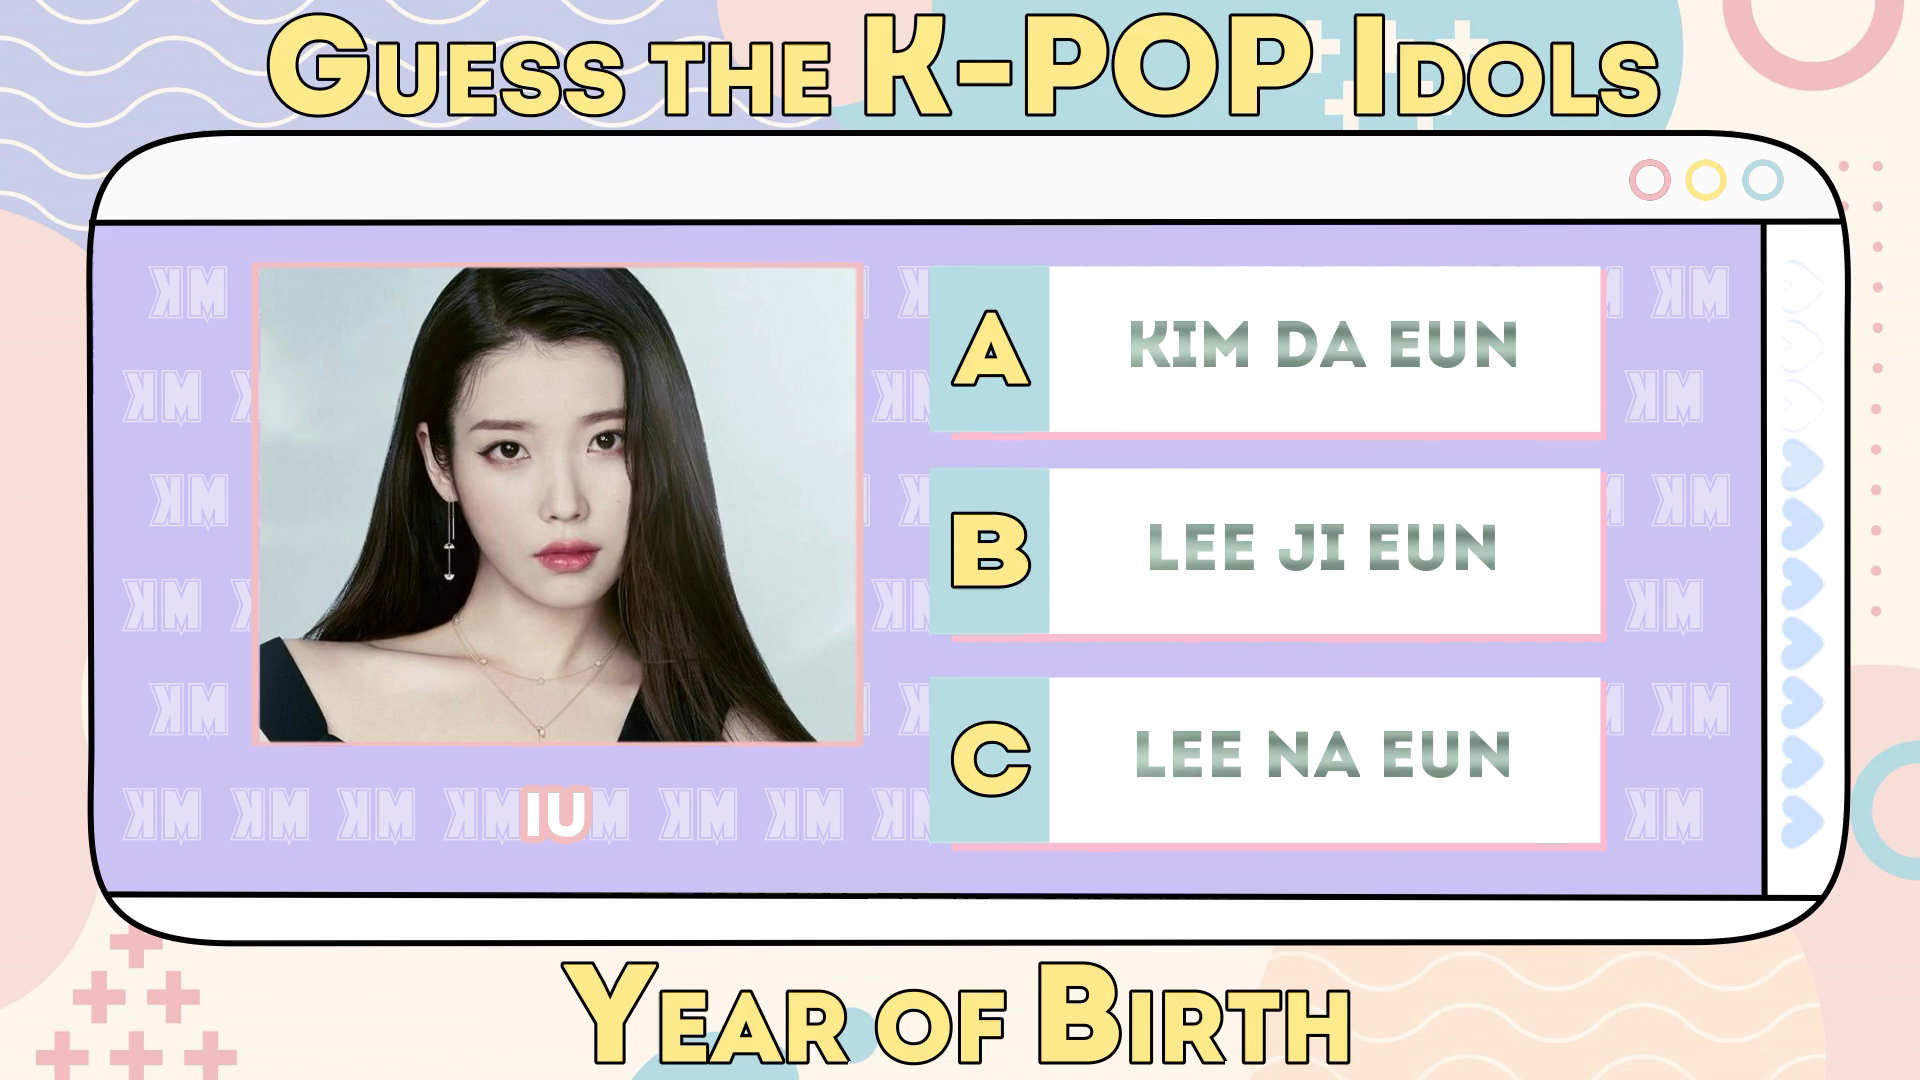 GUESS THE K-POP IDOLS
A
KIM DA EUN
B
LEE JI EUN
C
LEE NA EUN
IU
YEAR OF BIRTH